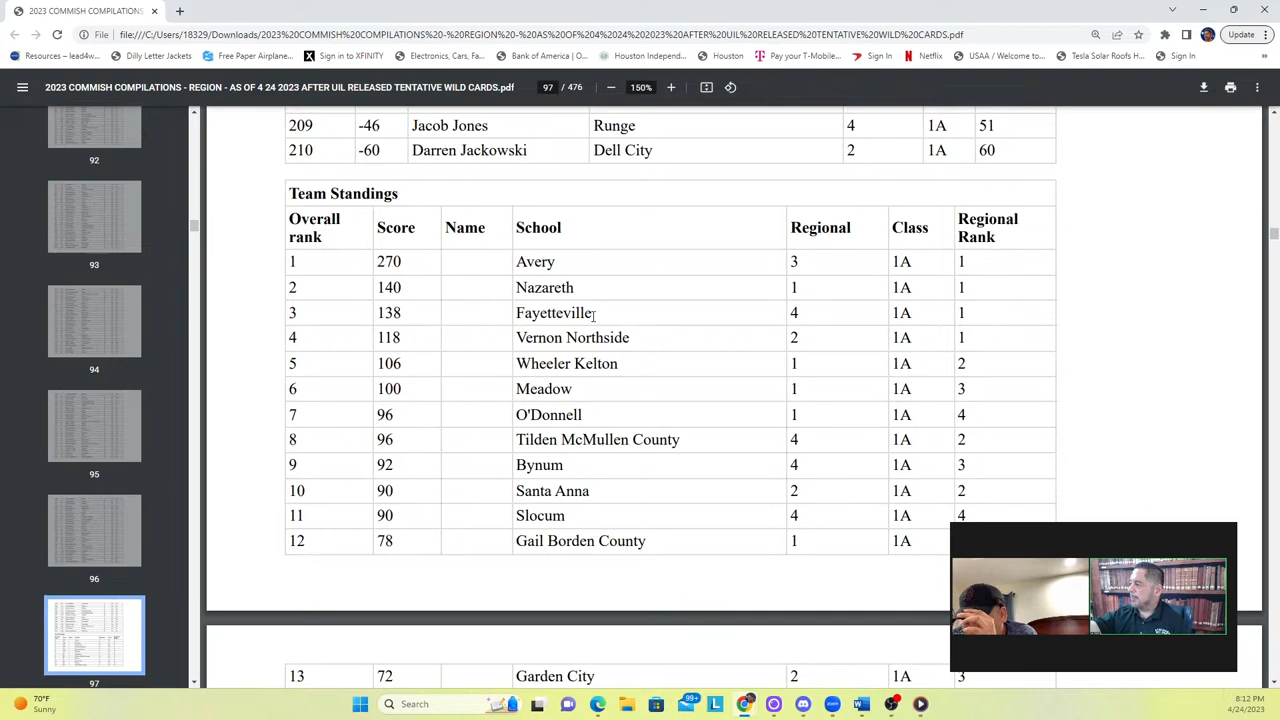 2023 COMMISH COMPILATIONS
File file:///C:/Users/18329/Downloads/2023%20COMMISH%20COMPILATIONS%20-%20REGION%20-%20AS%20OF%204%2024%202023%20AFTER%20UIL%20RELEASED%20TENTATIVE%20WILD%20CARDS.pdf Update
Resources – lead4w... Dilly Letter Jackets Free Paper Airplane... Sign in to XFINITY Electronics, Cars, Fa... Bank of America | O... Houston Independ... Houston Pay your T-Mobile... Sign In Netflix USAA / Welcome to... Tesla Solar Roofs H... Sign In
2023 COMMISH COMPILATIONS - REGION - AS OF 4 24 2023 AFTER UIL RELEASED TENTATIVE WILD CARDS.pdf 97 / 476 150%
209 -46 Jacob Jones Runge 4 1A 51
210 -60 Darren Jackowski Dell City 2 1A 60
Team Standings
Overall rank Score Name School Regional Class Regional Rank
1 270 Avery 3 1A 1
2 140 Nazareth 1 1A 1
3 138 Fayetteville 4 1A 1
4 118 Vernon Northside 2 1A 1
5 106 Wheeler Kelton 1 1A 2
6 100 Meadow 1 1A 3
7 96 O'Donnell 1 1A 4
8 96 Tilden McMullen County 4 1A 2
9 92 Bynum 4 1A 3
10 90 Santa Anna 2 1A 2
11 90 Slocum 4 1A 4
12 78 Gail Borden County 1 1A
13 72 Garden City 2 1A 3
92
93
94
95
96
97
70°F
Sunny
Search
99+
8:12 PM
4/24/2023